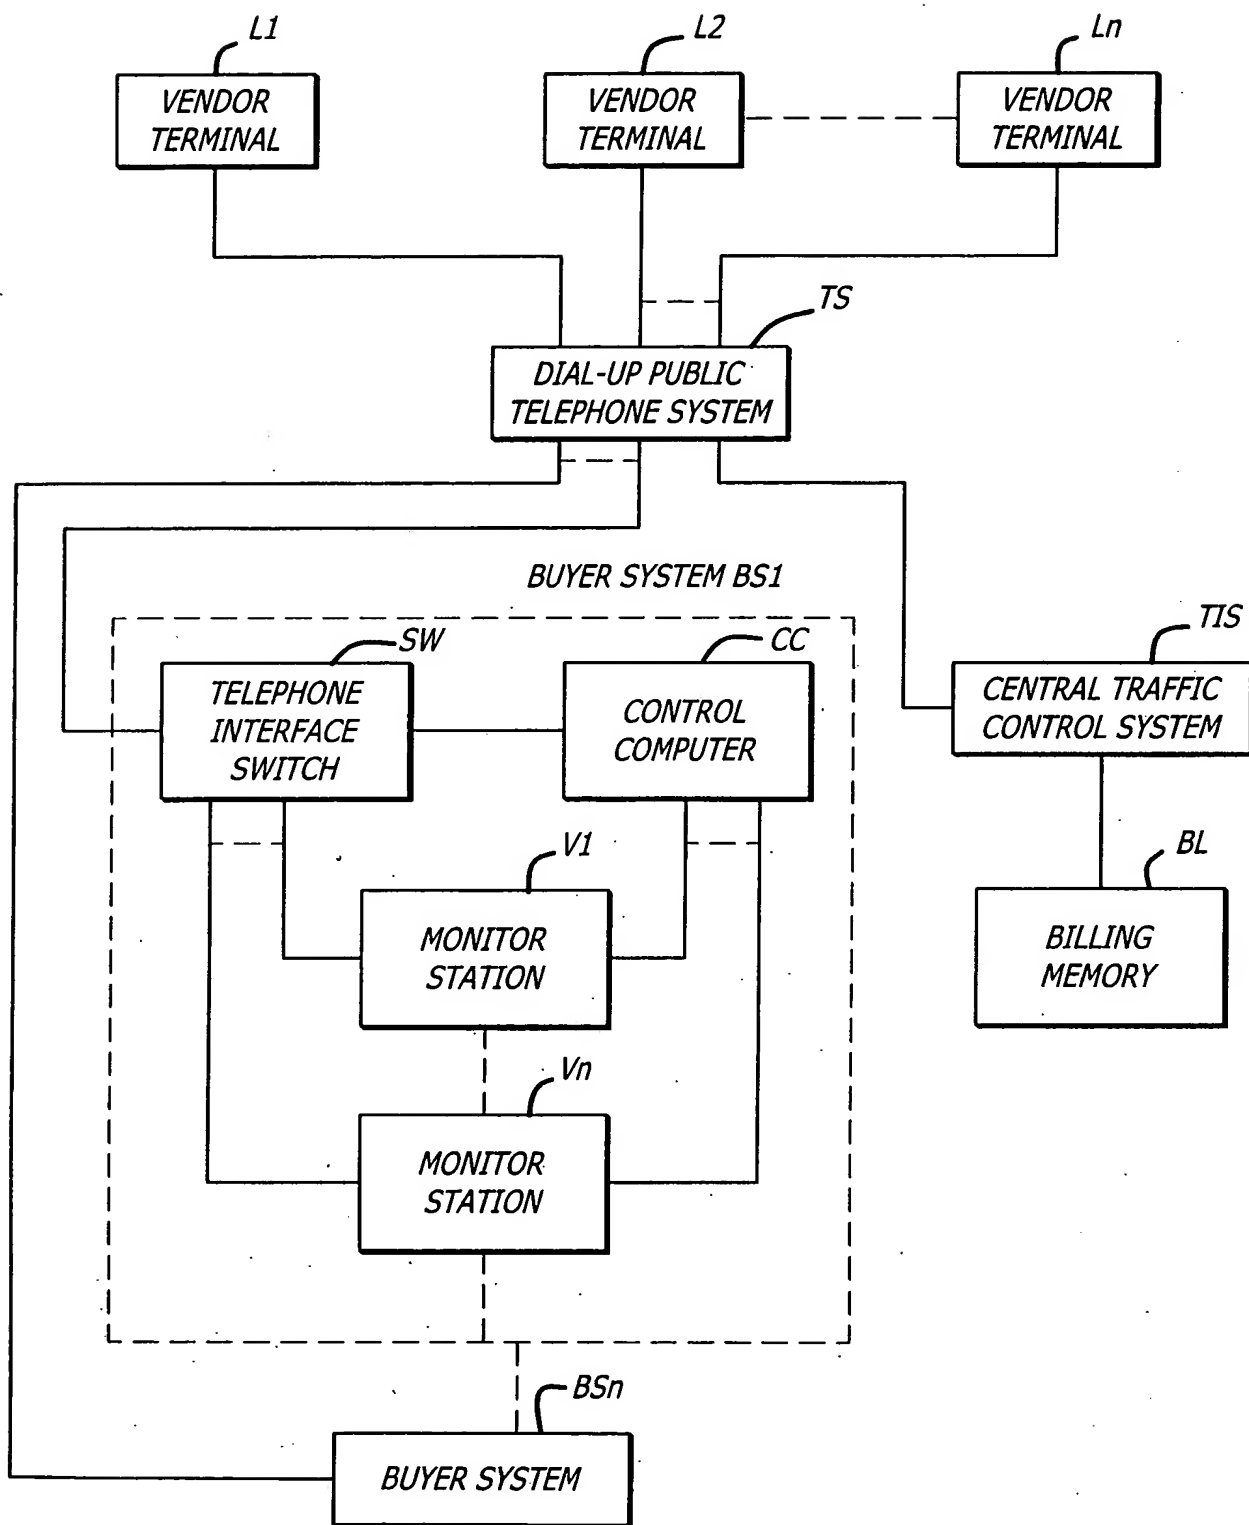 L1
L2
Ln
VENDOR
TERMINAL
VENDOR
TERMINAL
VENDOR
TERMINAL
TS
DIAL-UP PUBLIC
TELEPHONE SYSTEM
BUYER SYSTEM BS1
SW
CC
TIS
TELEPHONE
INTERFACE
SWITCH
CONTROL
COMPUTER
CENTRAL TRAFFIC
CONTROL SYSTEM
V1
BL
MONITOR
STATION
BILLING
MEMORY
Vn
MONITOR
STATION
BSn
BUYER SYSTEM